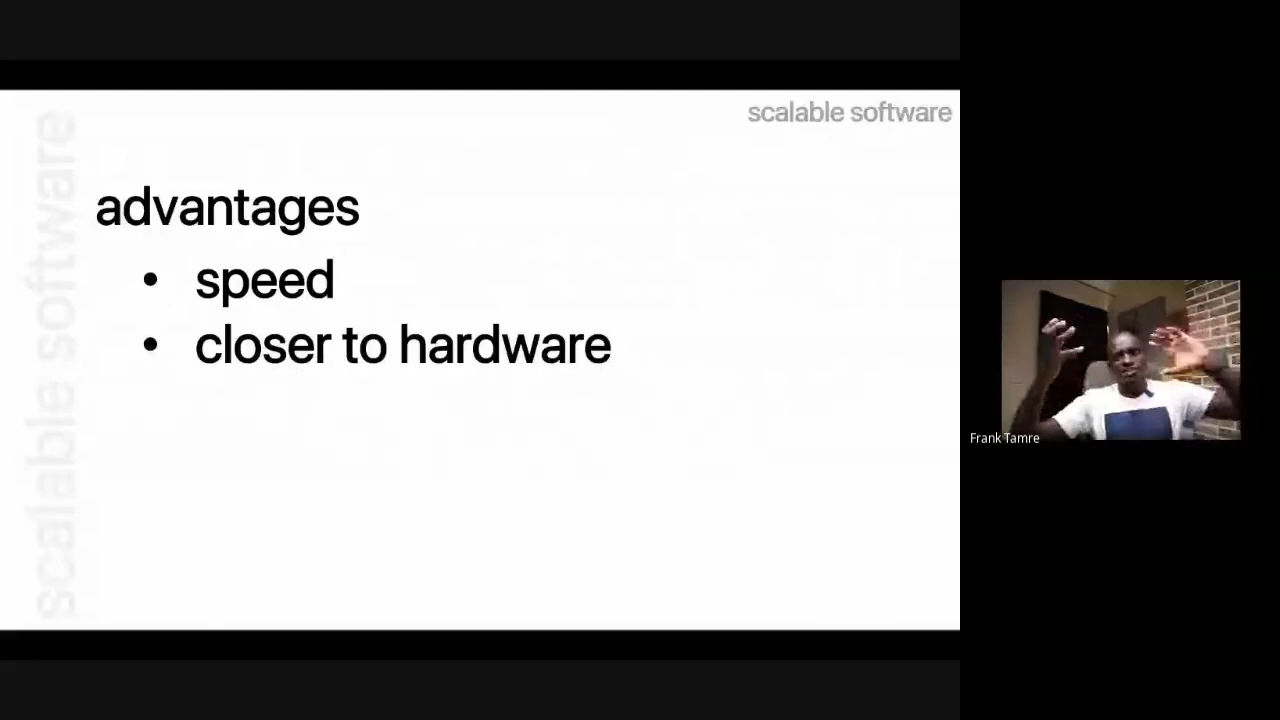 scalable software
scalable software
advantages
• speed
• closer to hardware
Frank Tamre